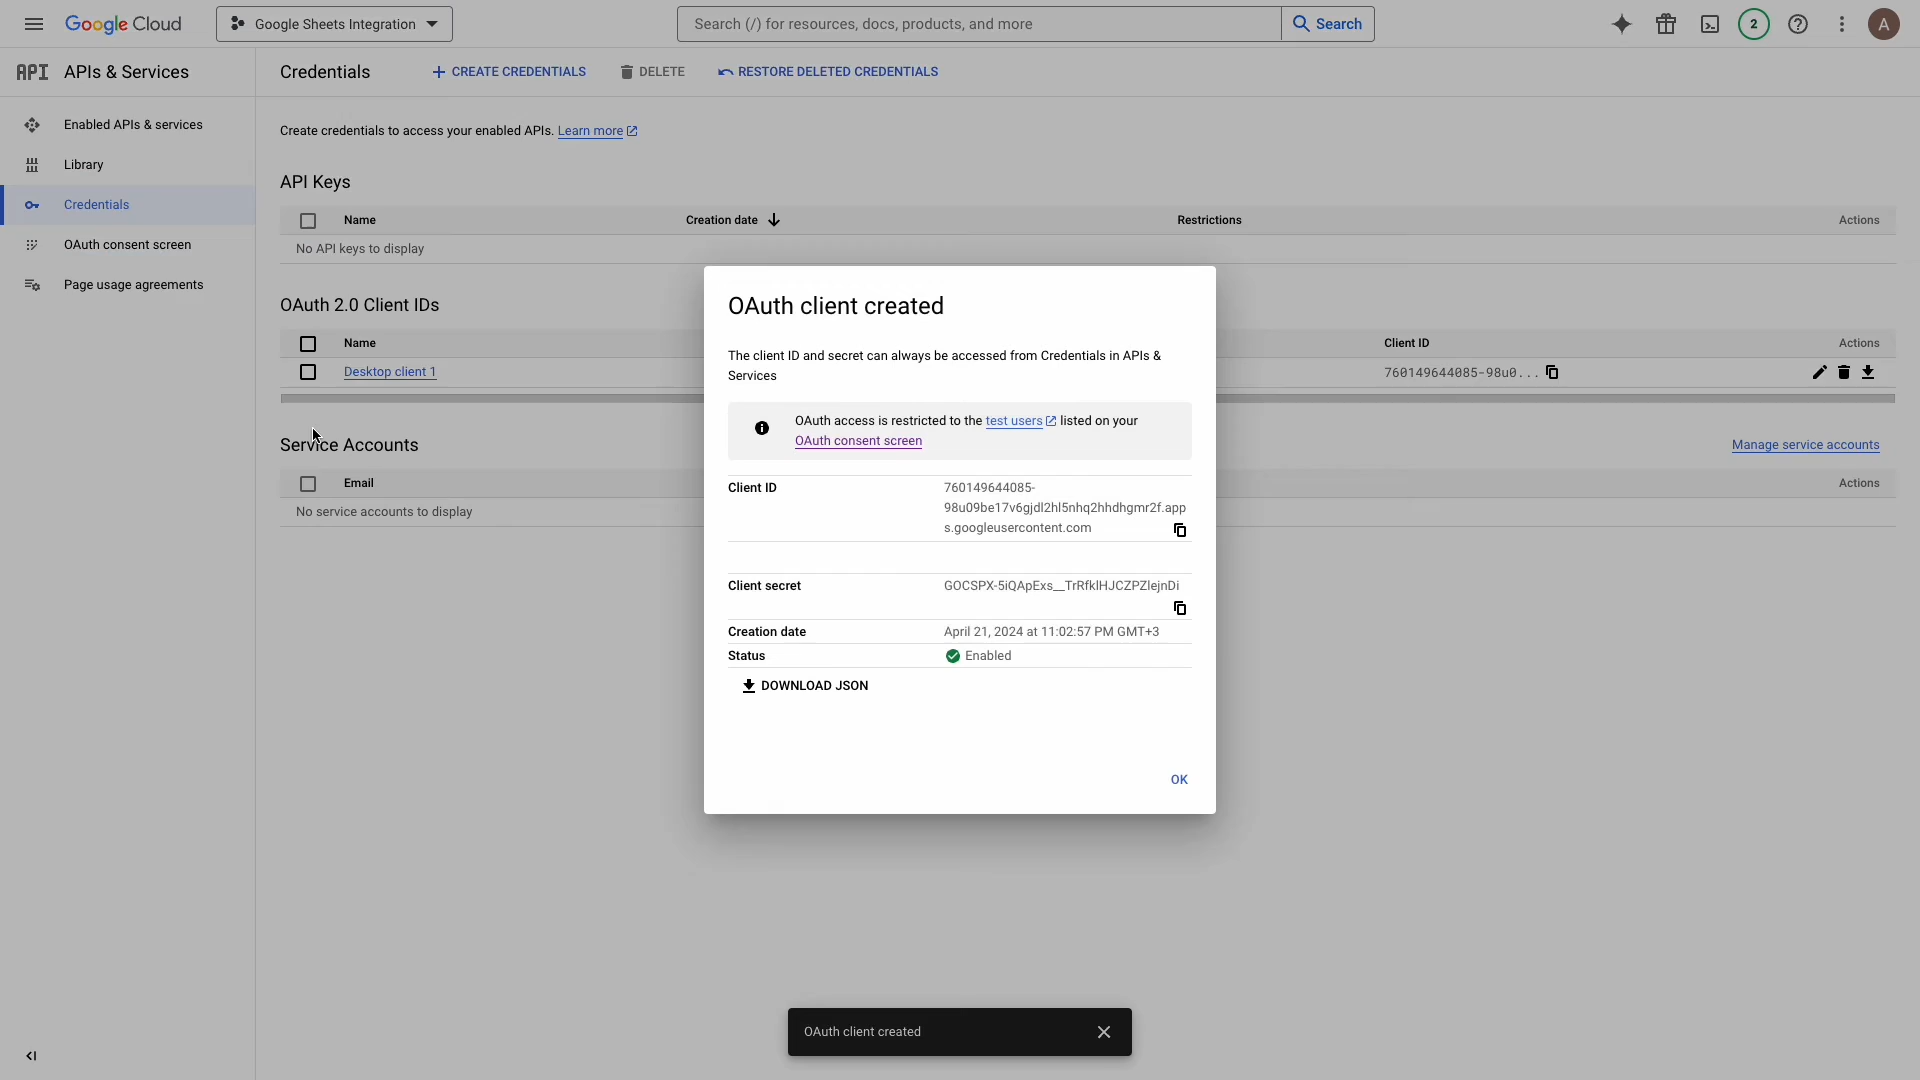 Google Cloud
Google Sheets Integration
Search (/) for resources, docs, products, and more
Search
2
A
API
APIs & Services
Credentials
CREATE CREDENTIALS
DELETE
RESTORE DELETED CREDENTIALS
Enabled APIs & services
Library
Credentials
OAuth consent screen
Page usage agreements
Create credentials to access your enabled APIs. Learn more
API Keys
Name Creation date Restrictions Actions
No API keys to display
OAuth 2.0 Client IDs
Name Client ID Actions
Desktop client 1 760149644085-98u0...
Service Accounts Manage service accounts
Email Actions
No service accounts to display
OAuth client created
The client ID and secret can always be accessed from Credentials in APIs &
Services
OAuth access is restricted to the test users listed on your
OAuth consent screen
Client ID 760149644085-
98u09be17v6gjdl2hl5nhq2hhdhgmr2f.app
s.googleusercontent.com
Client secret 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
Creation date April 21, 2024 at 11:02:57 PM GMT+3
Status Enabled
DOWNLOAD JSON
OK
OAuth client created